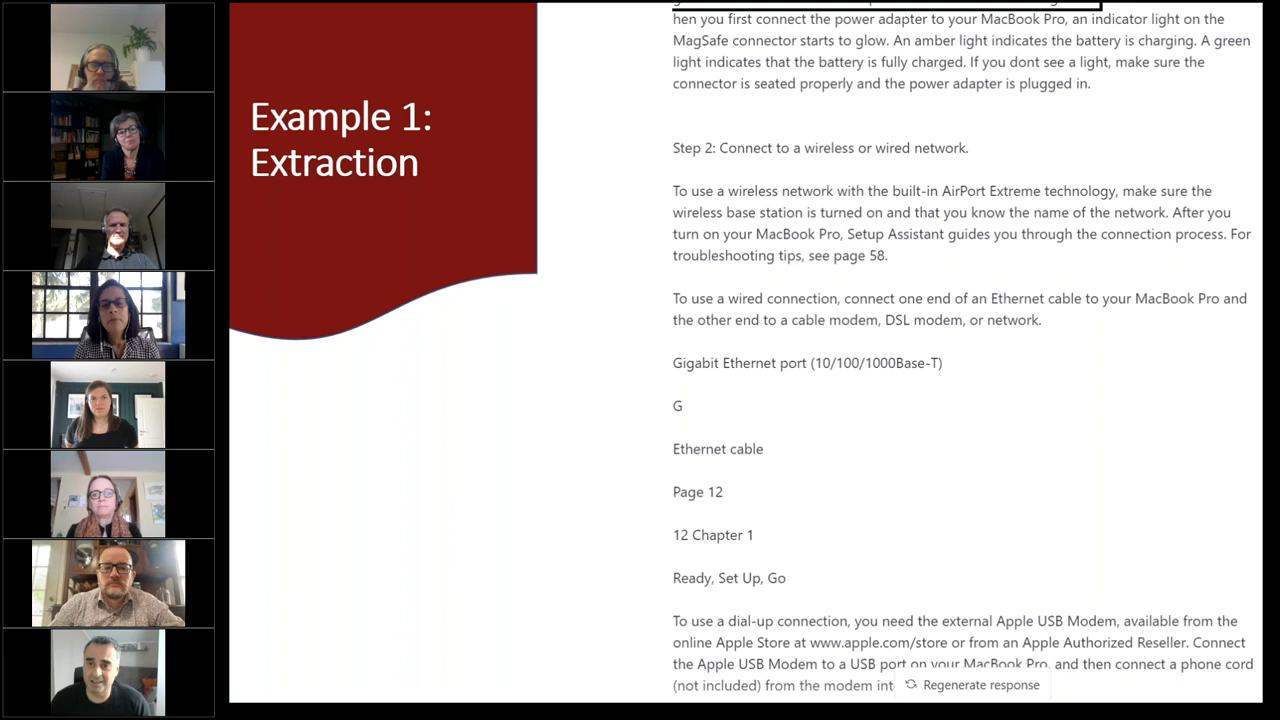 Example 1:
Extraction
hen you first connect the power adapter to your MacBook Pro, an indicator light on the
MagSafe connector starts to glow. An amber light indicates the battery is charging. A green
light indicates that the battery is fully charged. If you dont see a light, make sure the
connector is seated properly and the power adapter is plugged in.
Step 2: Connect to a wireless or wired network.
To use a wireless network with the built-in AirPort Extreme technology, make sure the
wireless base station is turned on and that you know the name of the network. After you
turn on your MacBook Pro, Setup Assistant guides you through the connection process. For
troubleshooting tips, see page 58.
To use a wired connection, connect one end of an Ethernet cable to your MacBook Pro and
the other end to a cable modem, DSL modem, or network.
Gigabit Ethernet port (10/100/1000Base-T)
G
Ethernet cable
Page 12
12 Chapter 1
Ready, Set Up, Go
To use a dial-up connection, you need the external Apple USB Modem, available from the
online Apple Store at www.apple.com/store or from an Apple Authorized Reseller. Connect
the Apple USB Modem to a USB port on your MacBook Pro, and then connect a phone cord
(not included) from the modem int
Regenerate response